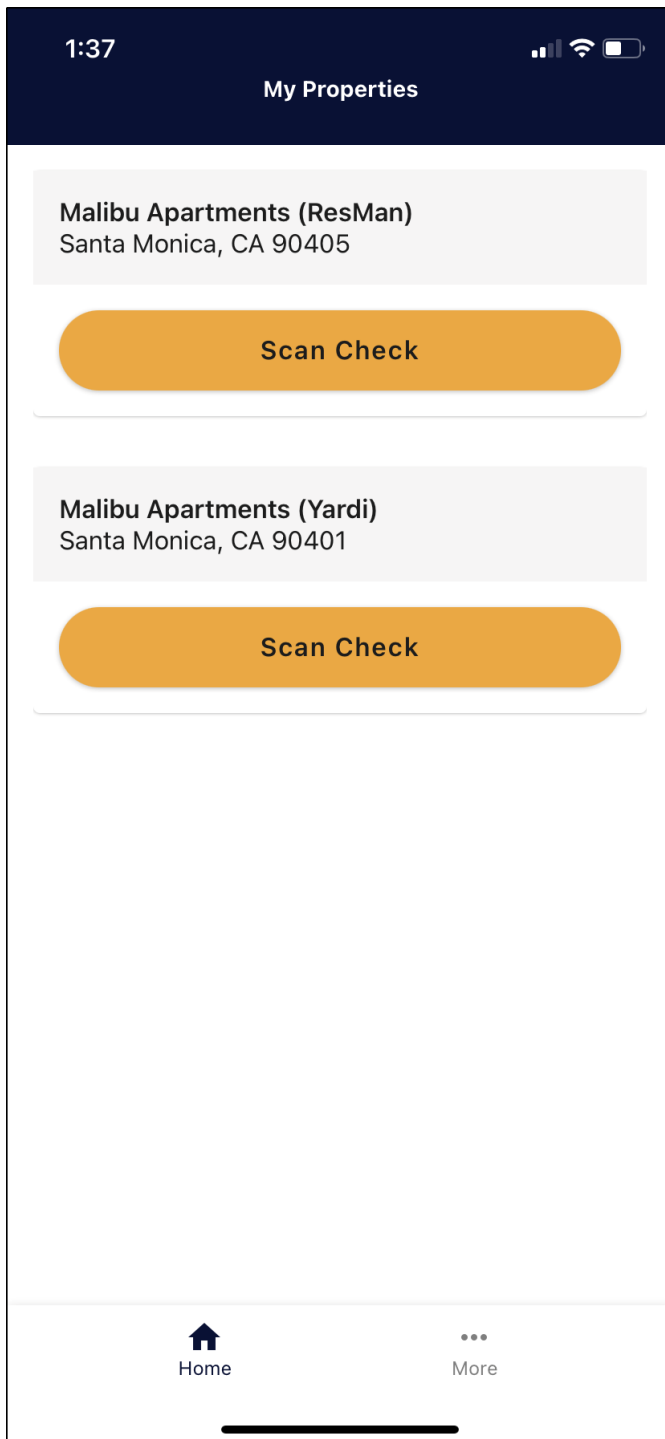 1:37
My Properties
Malibu Apartments (ResMan)
Santa Monica, CA 90405
Scan Check
Malibu Apartments (Yardi)
Santa Monica, CA 90401
Scan Check
Home
More